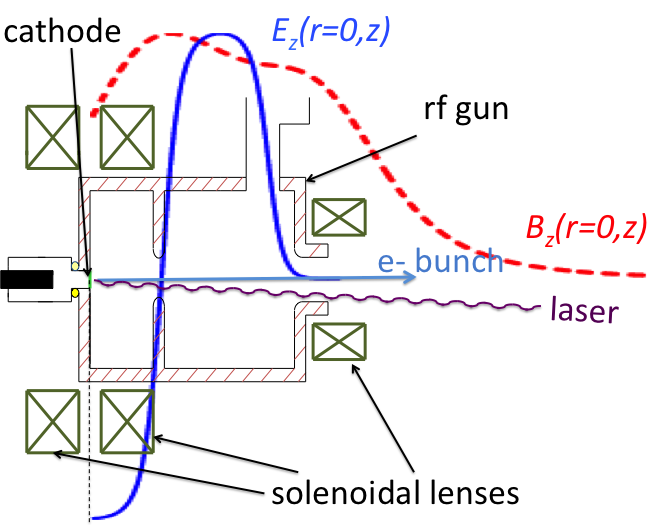 cathode
E_z(r=0,z)
rf gun
B_z(r=0,z)
e- bunch
laser
solenoidal lenses